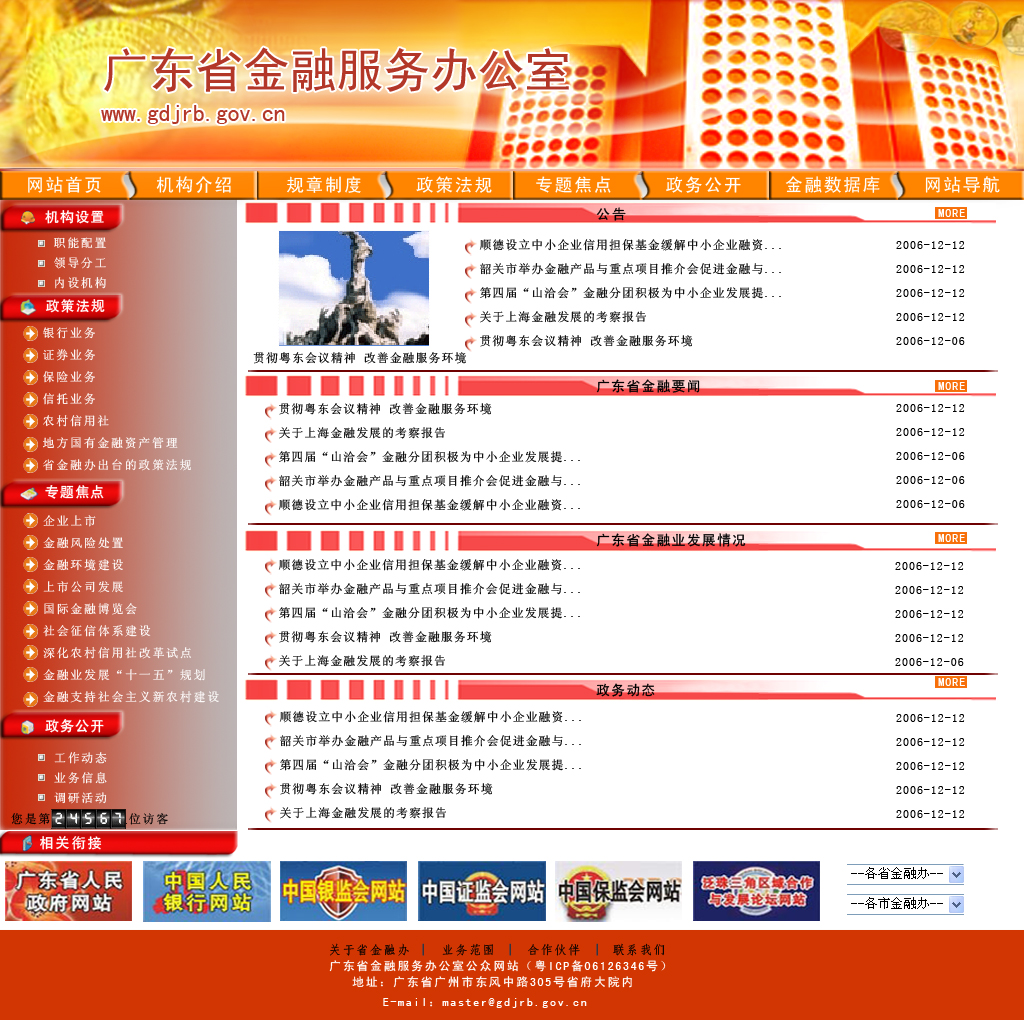 广东省金融服务办公室
www.gdjrb.gov.cn
网站首页 机构介绍 规章制度 政策法规 专题焦点 政务公开 金融数据库 网站导航
机构设置
职能配置
领导分工
内设机构
政策法规
银行业务
证券业务
保险业务
信托业务
农村信用社
地方国有金融资产管理
省金融办出台的政策法规
专题焦点
企业上市
金融风险处置
金融环境建设
上市公司发展
国际金融博览会
社会征信体系建设
深化农村信用社改革试点
金融业发展“十一五”规划
金融支持社会主义新农村建设
政务公开
工作动态
业务信息
调研活动
您是第24567位访客
相关衔接
公告 MORE
贯彻粤东会议精神 改善金融服务环境
顺德设立中小企业信用担保基金缓解中小企业融资... 2006-12-12
韶关市举办金融产品与重点项目推介会促进金融与... 2006-12-12
第四届“山洽会”金融分团积极为中小企业发展提... 2006-12-12
关于上海金融发展的考察报告 2006-12-12
贯彻粤东会议精神 改善金融服务环境 2006-12-06
广东省金融要闻 MORE
贯彻粤东会议精神 改善金融服务环境 2006-12-12
关于上海金融发展的考察报告 2006-12-12
第四届“山洽会”金融分团积极为中小企业发展提... 2006-12-06
韶关市举办金融产品与重点项目推介会促进金融与... 2006-12-06
顺德设立中小企业信用担保基金缓解中小企业融资... 2006-12-06
广东省金融业发展情况 MORE
顺德设立中小企业信用担保基金缓解中小企业融资... 2006-12-12
韶关市举办金融产品与重点项目推介会促进金融与... 2006-12-12
第四届“山洽会”金融分团积极为中小企业发展提... 2006-12-12
贯彻粤东会议精神 改善金融服务环境 2006-12-12
关于上海金融发展的考察报告 2006-12-06
政务动态 MORE
顺德设立中小企业信用担保基金缓解中小企业融资... 2006-12-12
韶关市举办金融产品与重点项目推介会促进金融与... 2006-12-12
第四届“山洽会”金融分团积极为中小企业发展提... 2006-12-12
贯彻粤东会议精神 改善金融服务环境 2006-12-12
关于上海金融发展的考察报告 2006-12-12
广东省人民
政府网站
中国人民
银行网站
中国银监会网站
中国证监会网站
中国保监会网站
泛珠三角区域合作
与发展论坛网站
--各省金融办--
--各市金融办--
关于省金融办 | 业务范围 | 合作伙伴 | 联系我们
广东省金融服务办公室公众网站（粤ICP备06126346号）
地址：广东省广州市东风中路305号省府大院内
E-mail：master@gdjrb.gov.cn